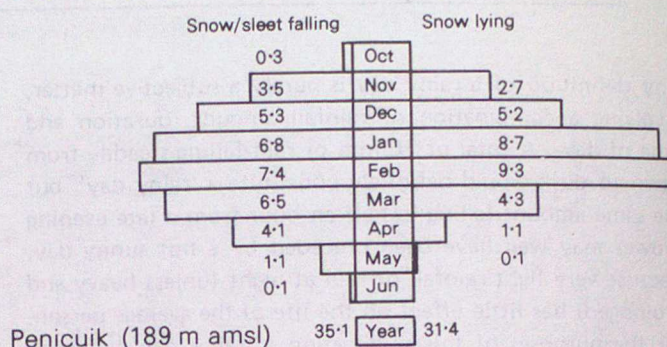 Snow/sleet falling Snow lying
0·3 Oct
3·5 Nov 2·7
5·3 Dec 5·2
6·8 Jan 8·7
7·4 Feb 9·3
6·5 Mar 4·3
4·1 Apr 1·1
1·1 May 0·1
0·1 Jun
Penicuik (189 m amsl) 35·1 Year 31·4